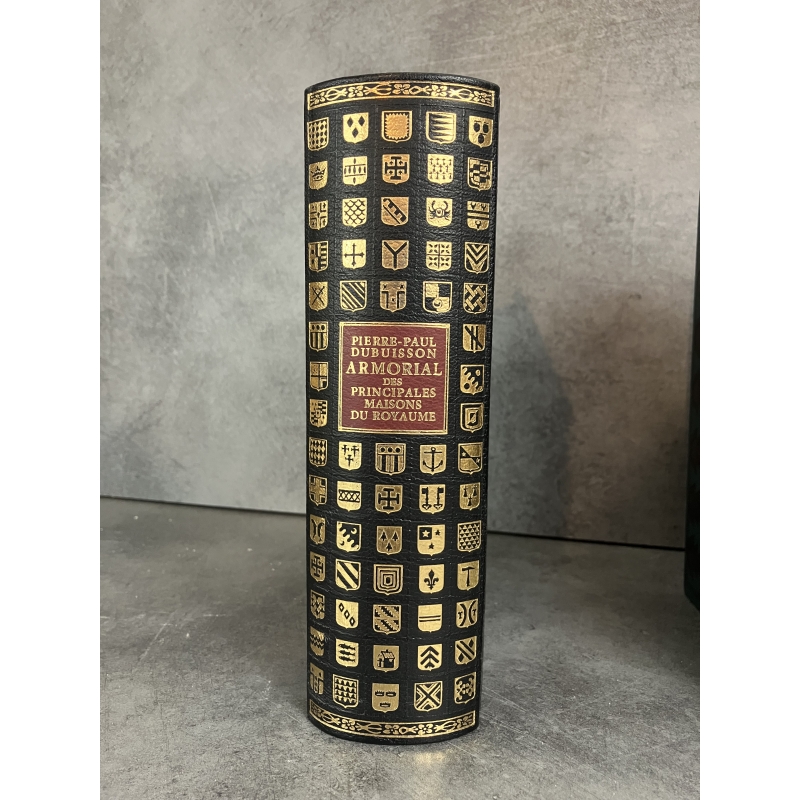 PIERRE-PAUL
DUBUISSON
ARMORIAL
DES
PRINCIPALES
MAISONS
DU ROYAUME